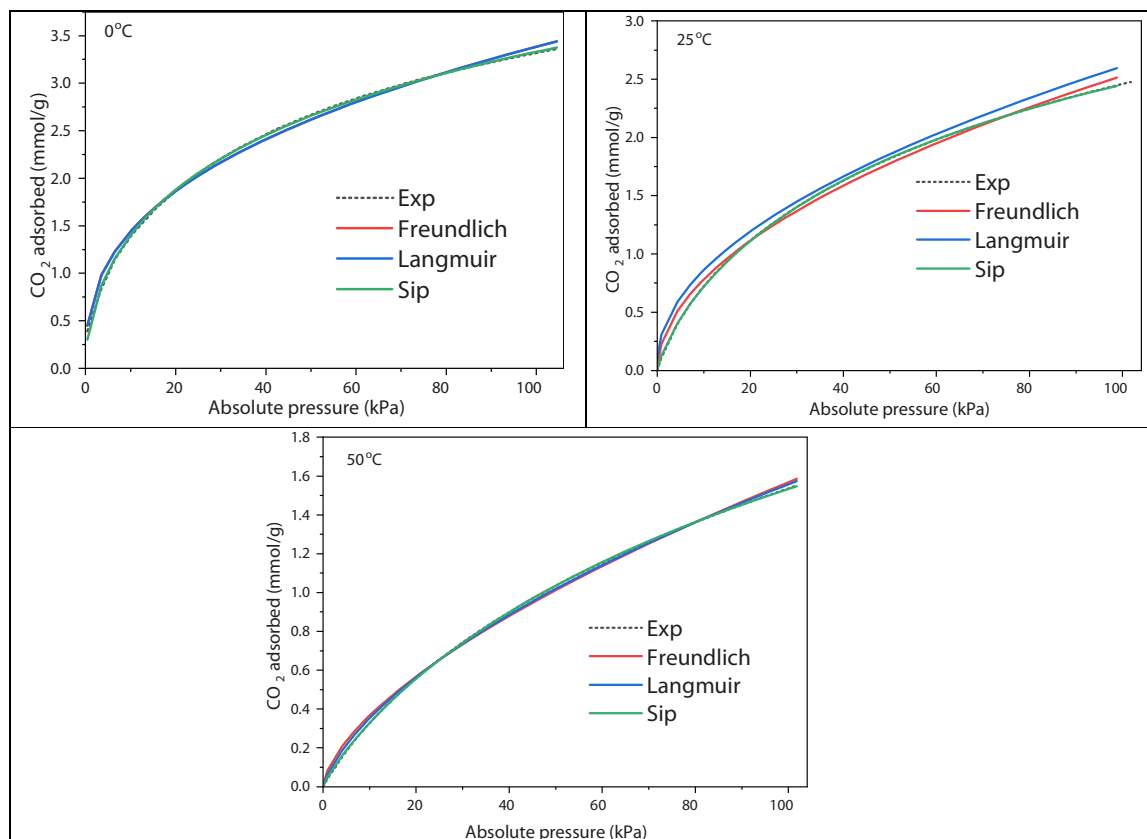 0°C
3.5
3.0
2.5
2.0
1.5
1.0
0.5
0.0
CO2 adsorbed (mmol/g)
Exp
Freundlich
Langmuir
Sip
0 20 40 60 80 100
Absolute pressure (kPa)
25°C
3.0
2.5
2.0
1.5
1.0
0.5
0.0
CO2 adsorbed (mmol/g)
Exp
Freundlich
Langmuir
Sip
0 20 40 60 80 100
Absolute pressure (kPa)
50°C
1.8
1.6
1.4
1.2
1.0
0.8
0.6
0.4
0.2
0.0
CO2 adsorbed (mmol/g)
Exp
Freundlich
Langmuir
Sip
0 20 40 60 80 100
Absolute pressure (kPa)